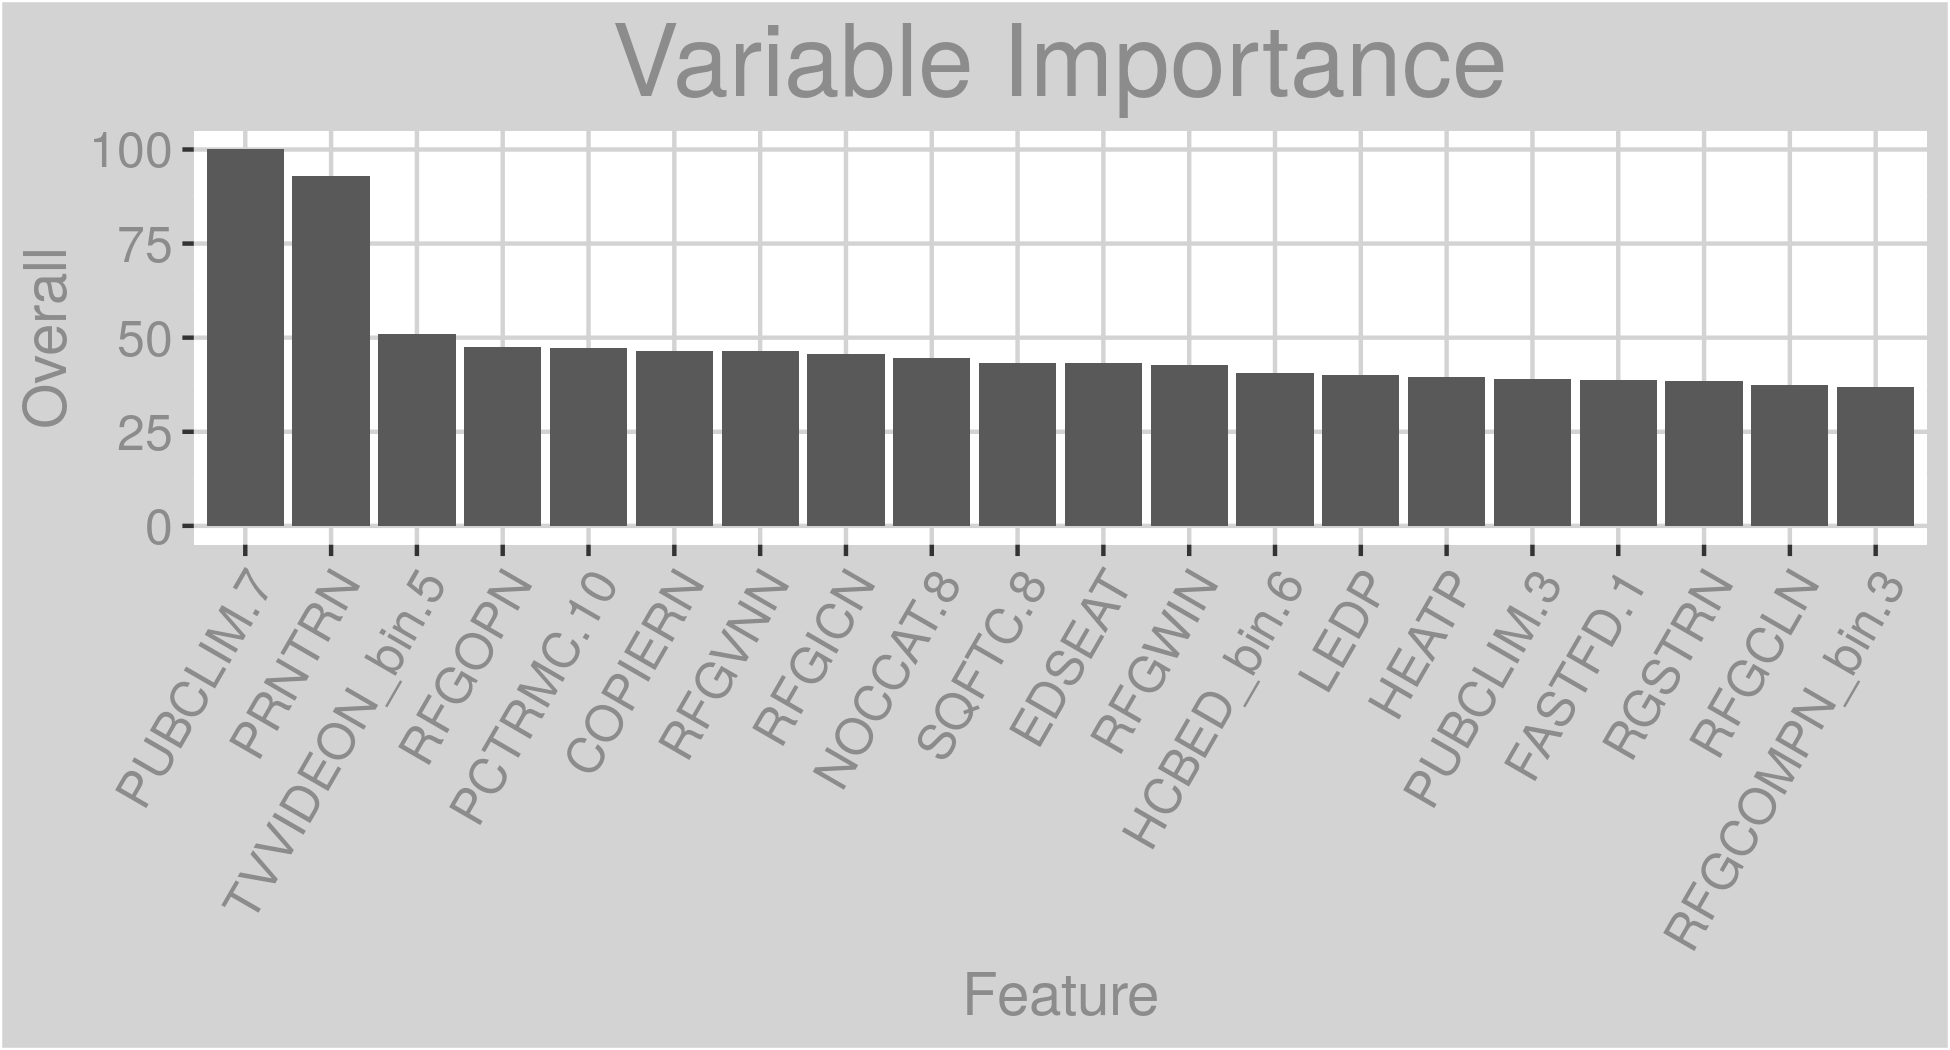 Variable Importance
Overall
100
75
50
25
0
PUBCLIM.7
PRNTRN
TVVIDEON_bin.5
RFGOPN
PCTRMC.10
COPIERN
RFGVNN
RFGICN
NOCCAT.8
SQFTC.8
EDSEAT
RFGWIN
HCBED_bin.6
LEDP
HEATP
PUBCLIM.3
FASTFD.1
RGSTRN
RFGCLN
RFGCOMPN_bin.3
Feature